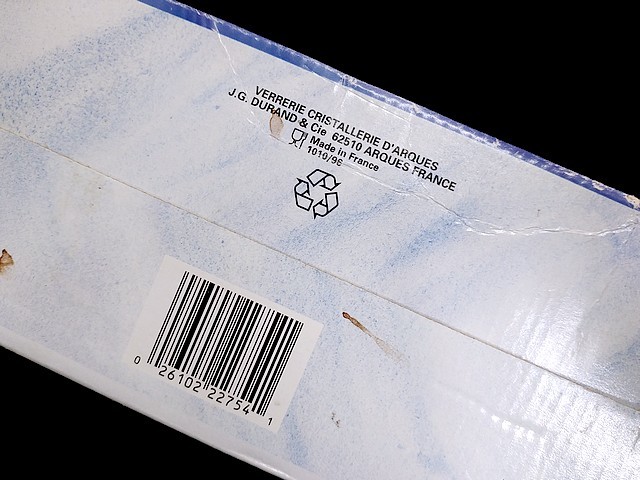 VERRERIE CRISTALLERIE D'ARQUES
J.G. DURAND & Cie 62510 ARQUES FRANCE
Made in France
1010/96
0 26102 22754 1